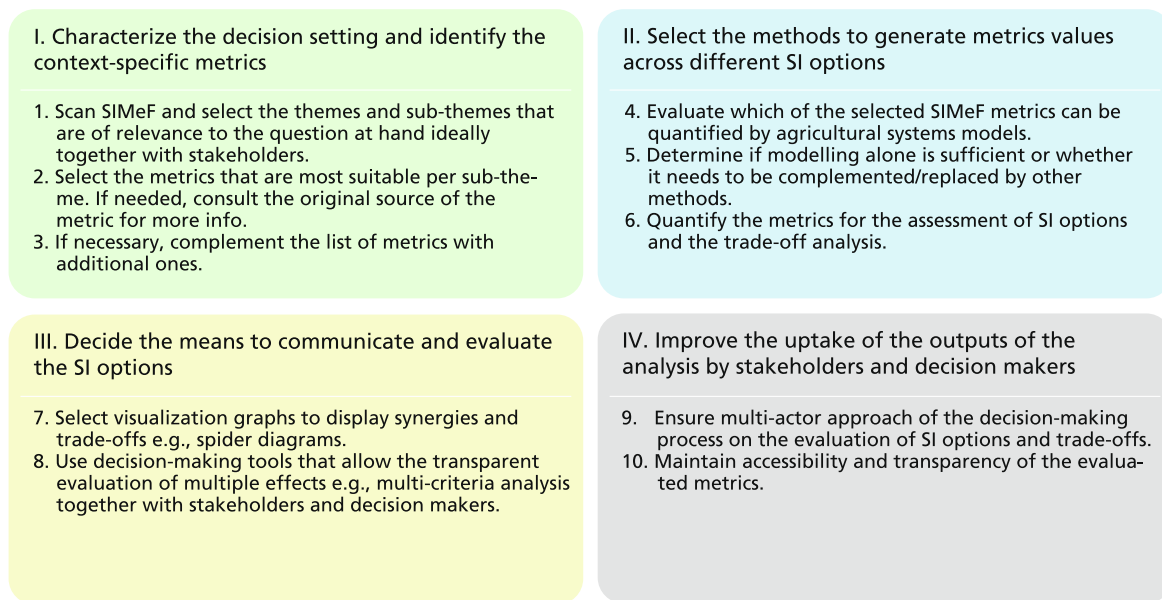 I. Characterize the decision setting and identify the
context-specific metrics
1. Scan SIMeF and select the themes and sub-themes that
are of relevance to the question at hand ideally
together with stakeholders.
2. Select the metrics that are most suitable per sub-the-
me. If needed, consult the original source of the
metric for more info.
3. If necessary, complement the list of metrics with
additional ones.
II. Select the methods to generate metrics values
across different SI options
4. Evaluate which of the selected SIMeF metrics can be
quantified by agricultural systems models.
5. Determine if modelling alone is sufficient or whether
it needs to be complemented/replaced by other
methods.
6. Quantify the metrics for the assessment of SI options
and the trade-off analysis.
III. Decide the means to communicate and evaluate
the SI options
7. Select visualization graphs to display synergies and
trade-offs e.g., spider diagrams.
8. Use decision-making tools that allow the transparent
evaluation of multiple effects e.g., multi-criteria analysis
together with stakeholders and decision makers.
IV. Improve the uptake of the outputs of the
analysis by stakeholders and decision makers
9. Ensure multi-actor approach of the decision-making
process on the evaluation of SI options and trade-offs.
10. Maintain accessibility and transparency of the evalua-
ted metrics.